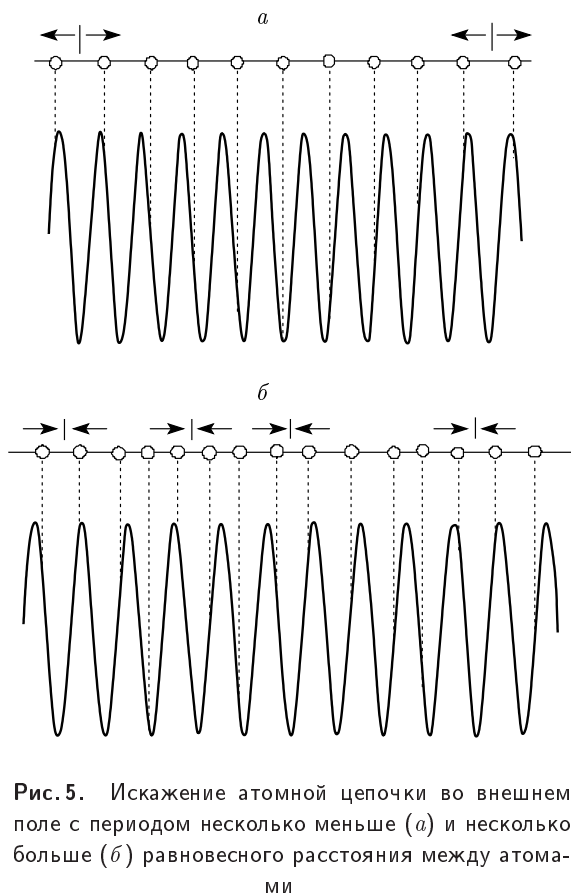 а
б
Рис. 5. Искажение атомной цепочки во внешнем
поле с периодом несколько меньше (а) и несколько
больше (б) равновесного расстояния между атома-
ми